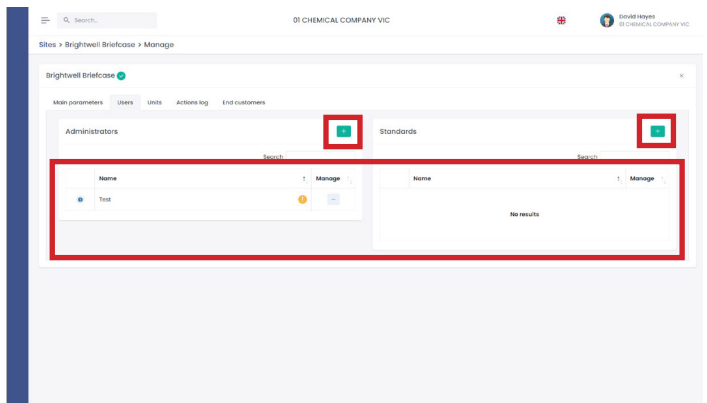 Search...
01 CHEMICAL COMPANY VIC
David Hayes
01 CHEMICAL COMPANY VIC
Sites > Brightwell Briefcase > Manage
Brightwell Briefcase
×
Main parameters Users Units Actions log End customers
Administrators
+
Standards
+
Search
Search
Name Manage
Name Manage
Test
No results